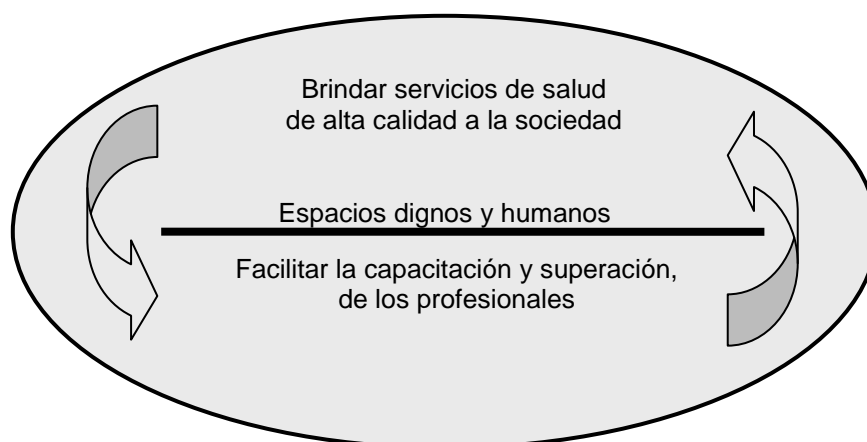 Brindar servicios de salud
de alta calidad a la sociedad
Espacios dignos y humanos
Facilitar la capacitación y superación,
de los profesionales